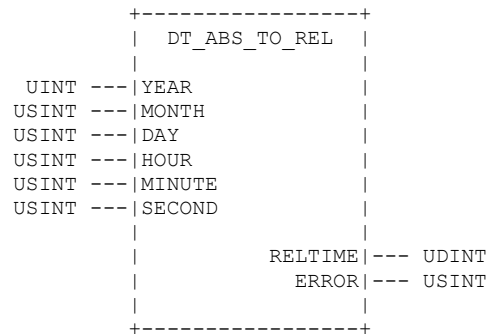 +-----------------+
| DT_ABS_TO_REL |
| |
UINT ---|YEAR |
USINT ---|MONTH |
USINT ---|DAY |
USINT ---|HOUR |
USINT ---|MINUTE |
USINT ---|SECOND |
| |
| RELTIME|--- UDINT
| ERROR|--- USINT
| |
+-----------------+